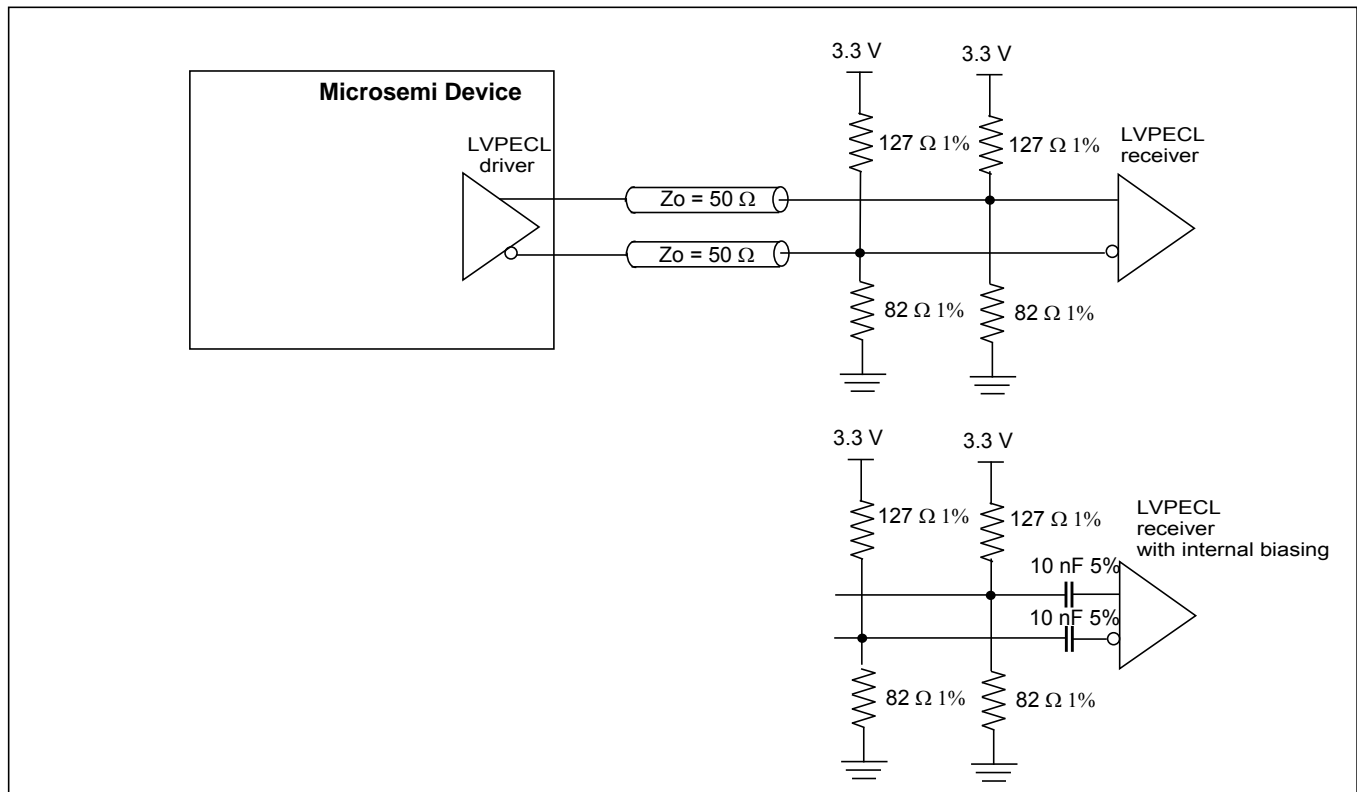 3.3 V
3.3 V
Microsemi Device
LVPECL
driver
127 Ω 1%
127 Ω 1%
LVPECL
receiver
Zo = 50 Ω
Zo = 50 Ω
82 Ω 1%
82 Ω 1%
3.3 V
3.3 V
127 Ω 1%
127 Ω 1%
LVPECL
receiver
with internal biasing
10 nF 5%
10 nF 5%
82 Ω 1%
82 Ω 1%